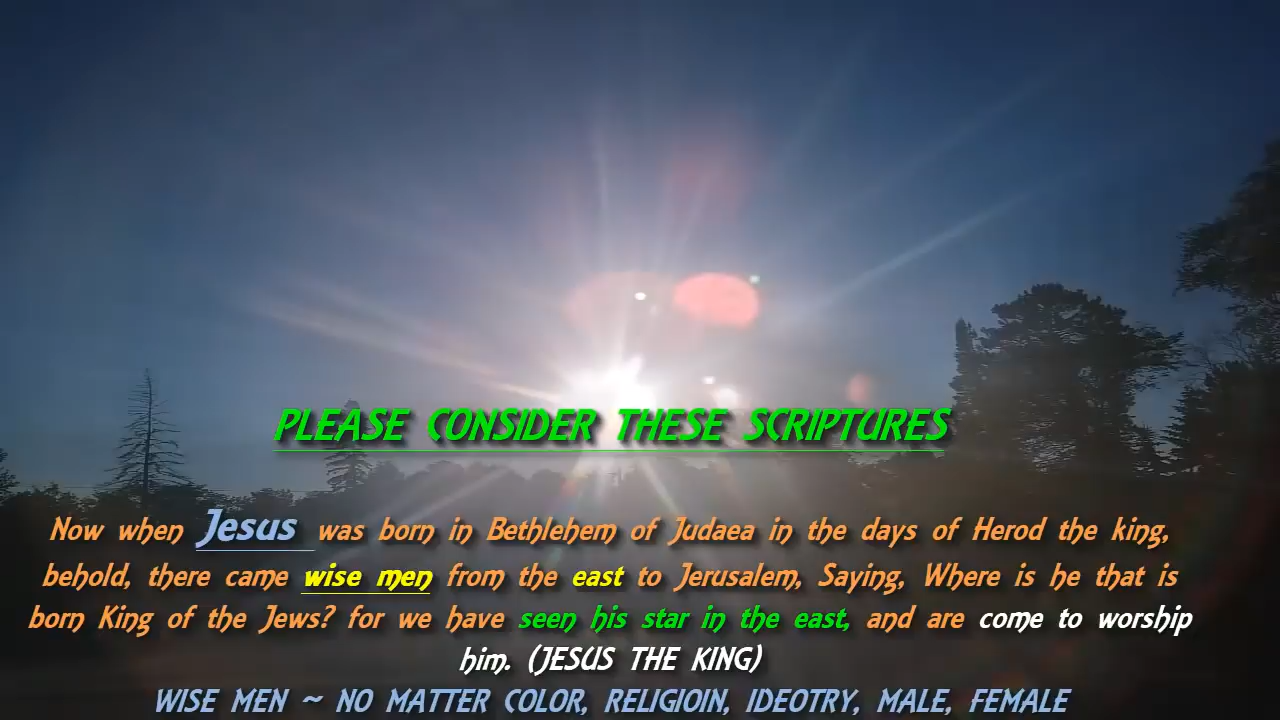 PLEASE CONSIDER THESE SCRIPTURES
Now when Jesus was born in Bethlehem of Judaea in the days of Herod the king,
behold, there came wise men from the east to Jerusalem, Saying, Where is he that is
born King of the Jews? for we have seen his star in the east, and are come to worship
him. (JESUS THE KING)
WISE MEN ~ NO MATTER COLOR, RELIGIOIN, IDEOTRY, MALE, FEMALE